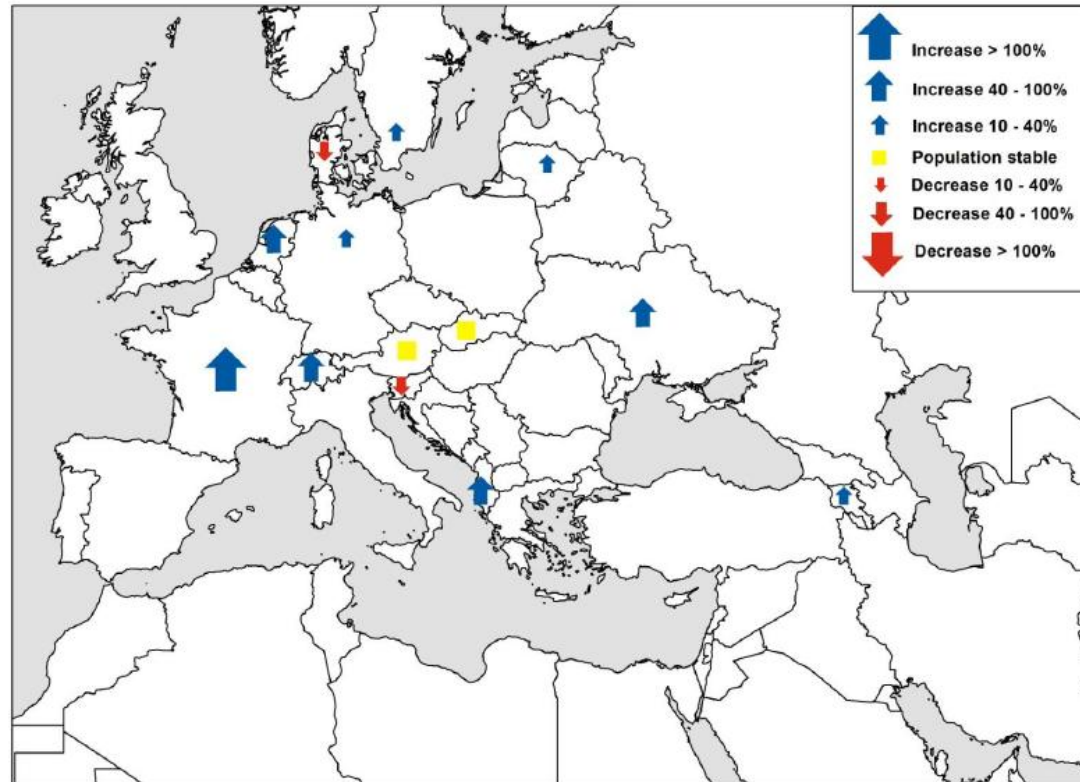 Increase > 100%
Increase 40 - 100%
Increase 10 - 40%
Population stable
Decrease 10 - 40%
Decrease 40 - 100%
Decrease > 100%